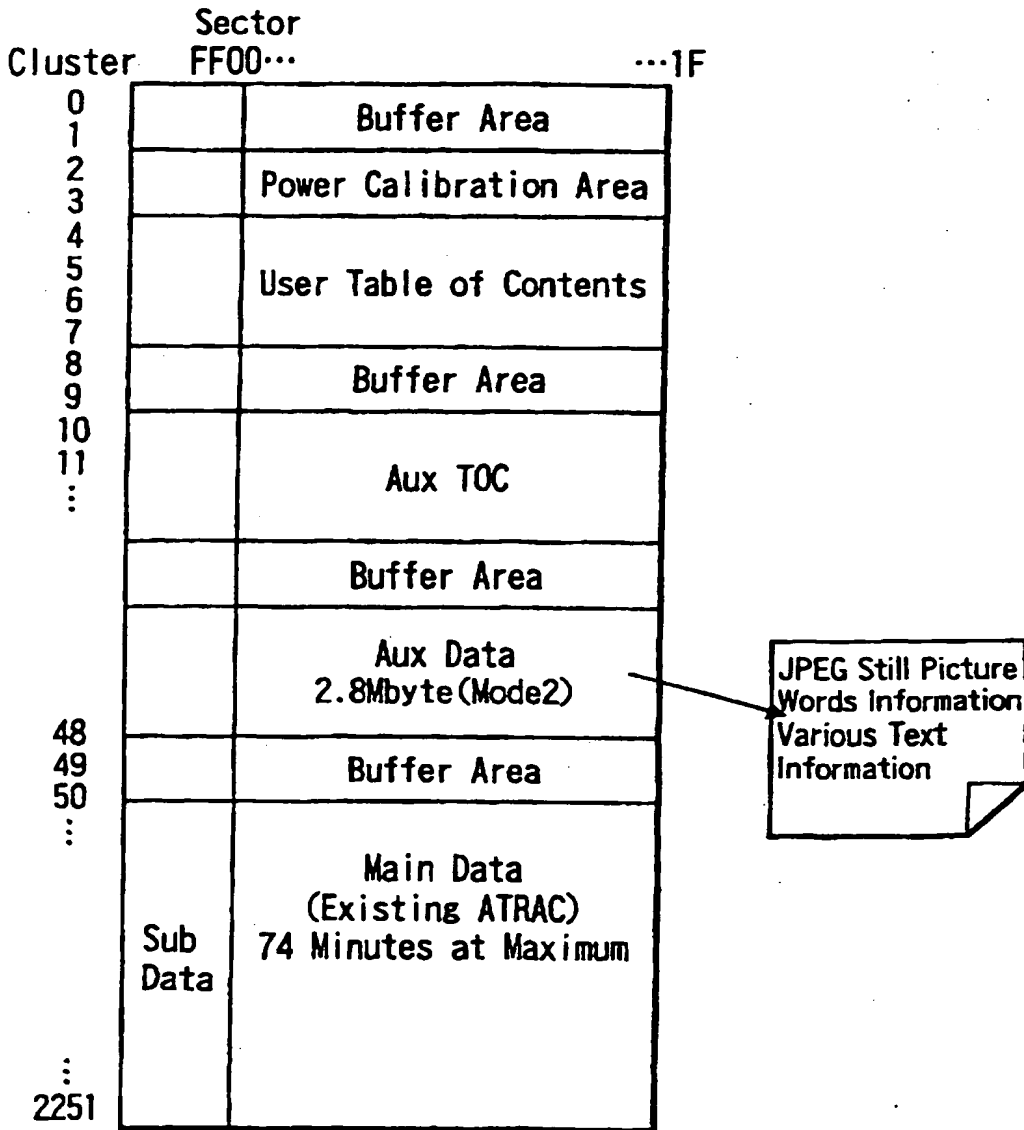 Sector
Cluster FF00··· ···1F
0
1
Buffer Area
2
3
Power Calibration Area
4
5
6
7
User Table of Contents
8
9
Buffer Area
10
11
⋮
Aux TOC
Buffer Area
Aux Data
2.8Mbyte(Mode2)
JPEG Still Picture
Words Information
Various Text
Information
48
49
Buffer Area
50
⋮
Main Data
(Existing ATRAC)
74 Minutes at Maximum
Sub
Data
⋮
2251